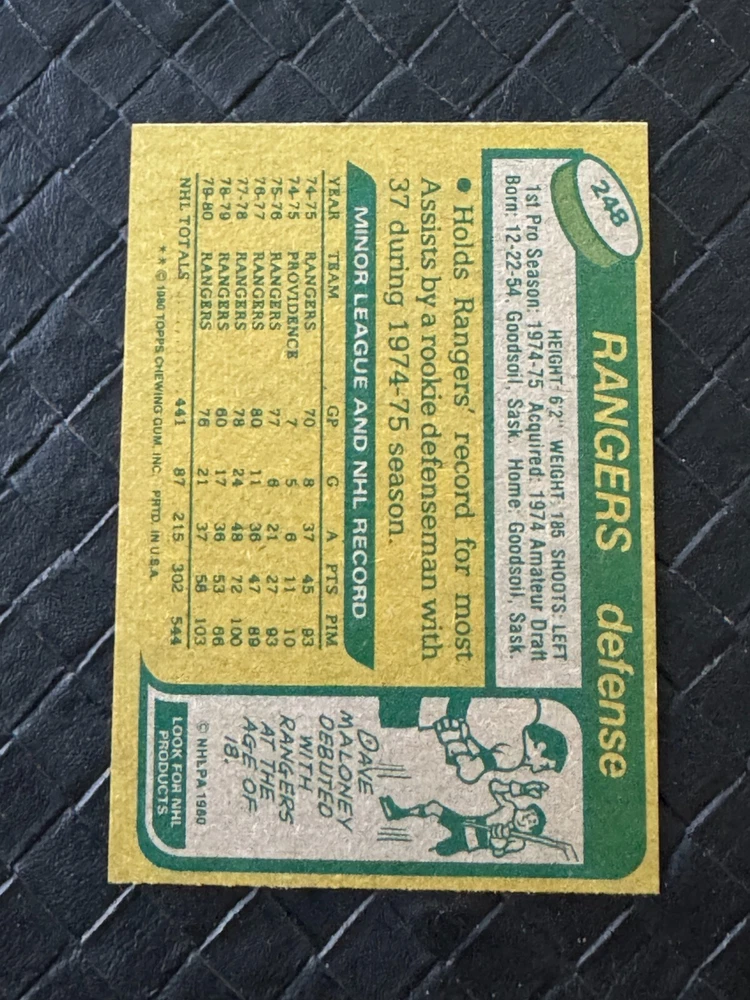 248
RANGERS defense
HEIGHT: 6'2" WEIGHT: 185 SHOOTS: LEFT
1st Pro Season: 1974-75 Acquired: 1974 Amateur Draft
Born: 12-22-54 Goodsoil, Sask. Home: Goodsoil, Sask.
● Holds Rangers' record for most
Assists by a rookie defenseman with
37 during 1974-75 season.
MINOR LEAGUE AND NHL RECORD
YEAR TEAM GP G A PTS PIM
74-75 RANGERS 70 8 37 45 93
74-75 PROVIDENCE 7 5 6 11 10
75-76 RANGERS 77 6 21 27 93
76-77 RANGERS 80 11 36 47 89
77-78 RANGERS 78 24 48 72 100
78-79 RANGERS 60 17 36 53 66
79-80 RANGERS 76 21 37 58 103
NHL TOTALS 441 87 215 302 544
** © 1980 TOPPS CHEWING GUM, INC. PRTD. IN U.S.A.
DAVE
MALONEY
DEBUTED
WITH
RANGERS
AT THE
AGE OF
18.
© NHLPA 1980
LOOK FOR NHL
PRODUCTS